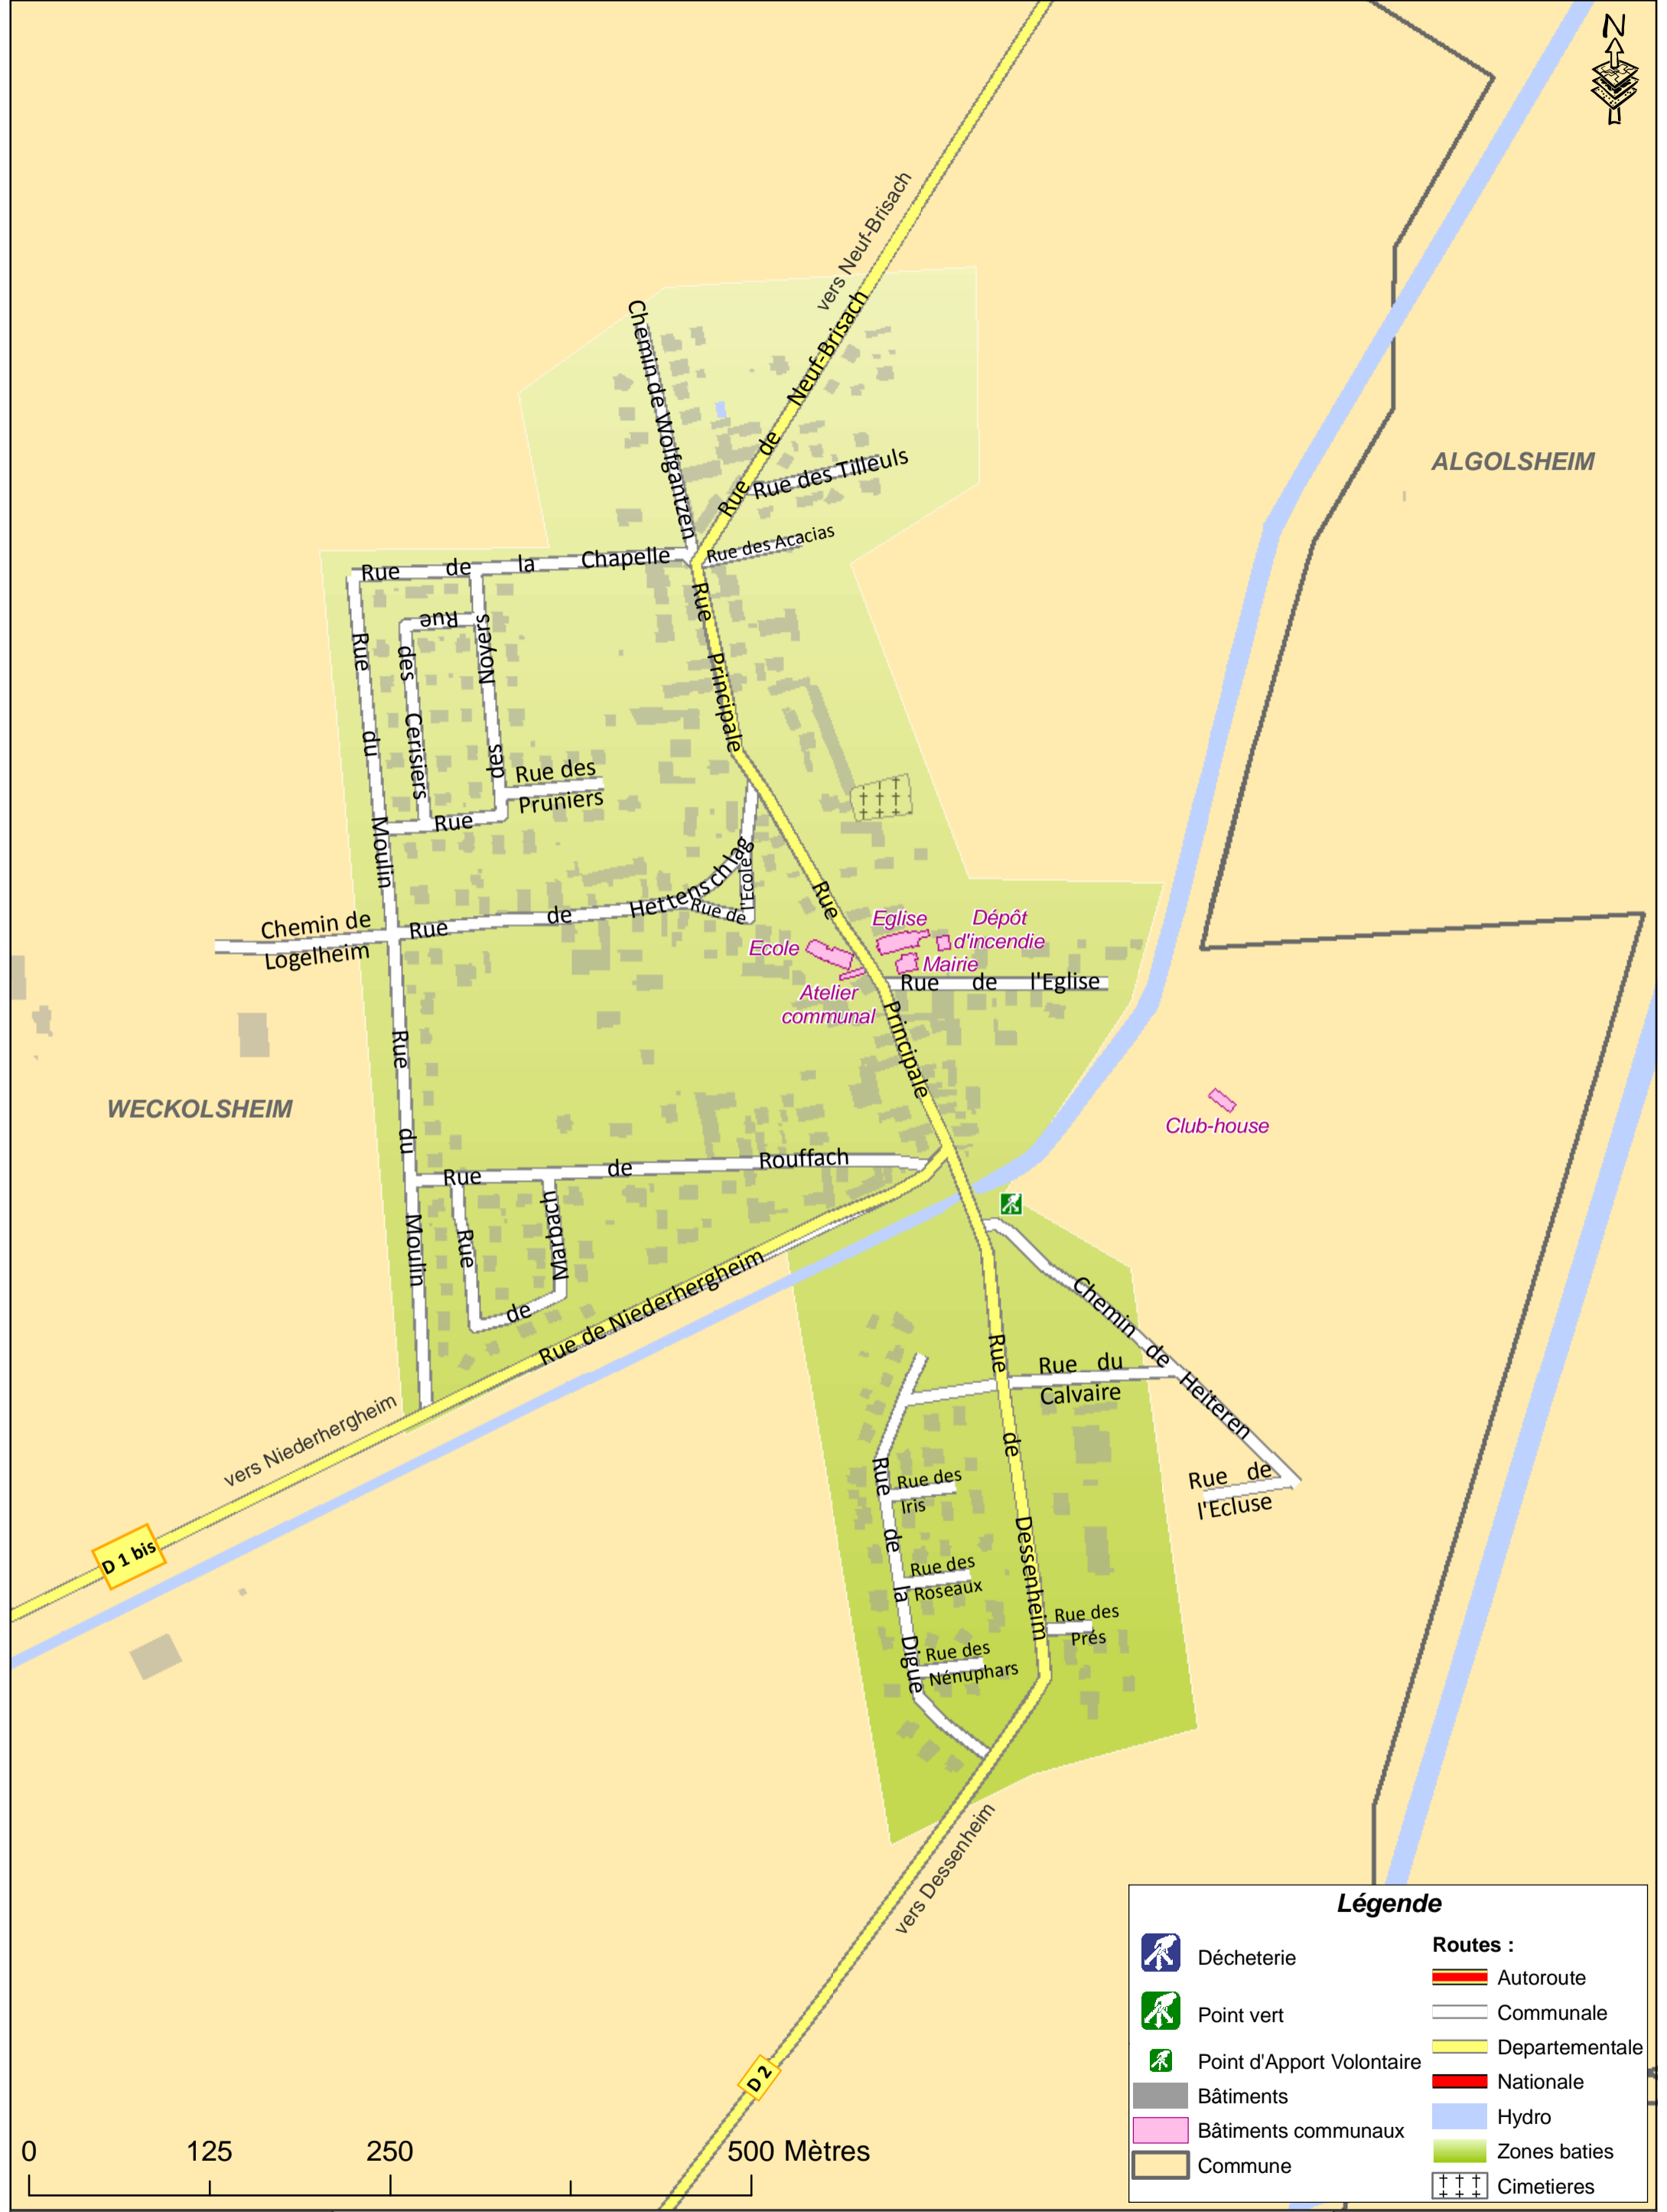 N
vers Neuf-Brisach
Rue de Neuf-Brisach
Chemin de Wolfgantzen
ALGOLSHEIM
Rue des Tilleuls
Rue des Acacias
Rue de la Chapelle
Rue Principale
Rue des Noyers
Rue des Cerisiers
Rue du Moulin
Rue des
Pruniers
Rue de Hettenschlag
Rue de l'Ecole
Chemin de
Logelheim
Rue Principale
Eglise
Dépôt
d'incendie
Ecole
Mairie
Atelier
communal
Rue de l'Eglise
WECKOLSHEIM
Club-house
Rue du Moulin
Rue de Rouffach
Rue de Marbach
Rue de Niederhergheim
vers Niederhergheim
D 1 bis
Chemin de Heiteren
Rue du
Calvaire
Rue de
l'Ecluse
Rue de Dessenheim
Rue de la Digue
Rue des
Iris
Rue des
Roseaux
Rue des
Prés
Rue des
Nénuphars
vers Dessenheim
D 2
0 125 250 500 Mètres
Légende
Décheterie
Point vert
Point d'Apport Volontaire
Bâtiments
Bâtiments communaux
Commune
Routes :
Autoroute
Communale
Departementale
Nationale
Hydro
Zones baties
Cimetieres